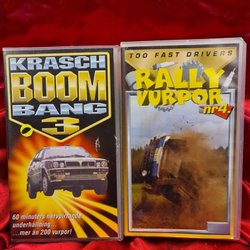 KRASCH
BOOM
BANG
.3
60 minuters nervpirrande
underhållning
...mer än 200 vurpor!
TOO FAST DRIVERS
RALLY
VURPOR
nr4